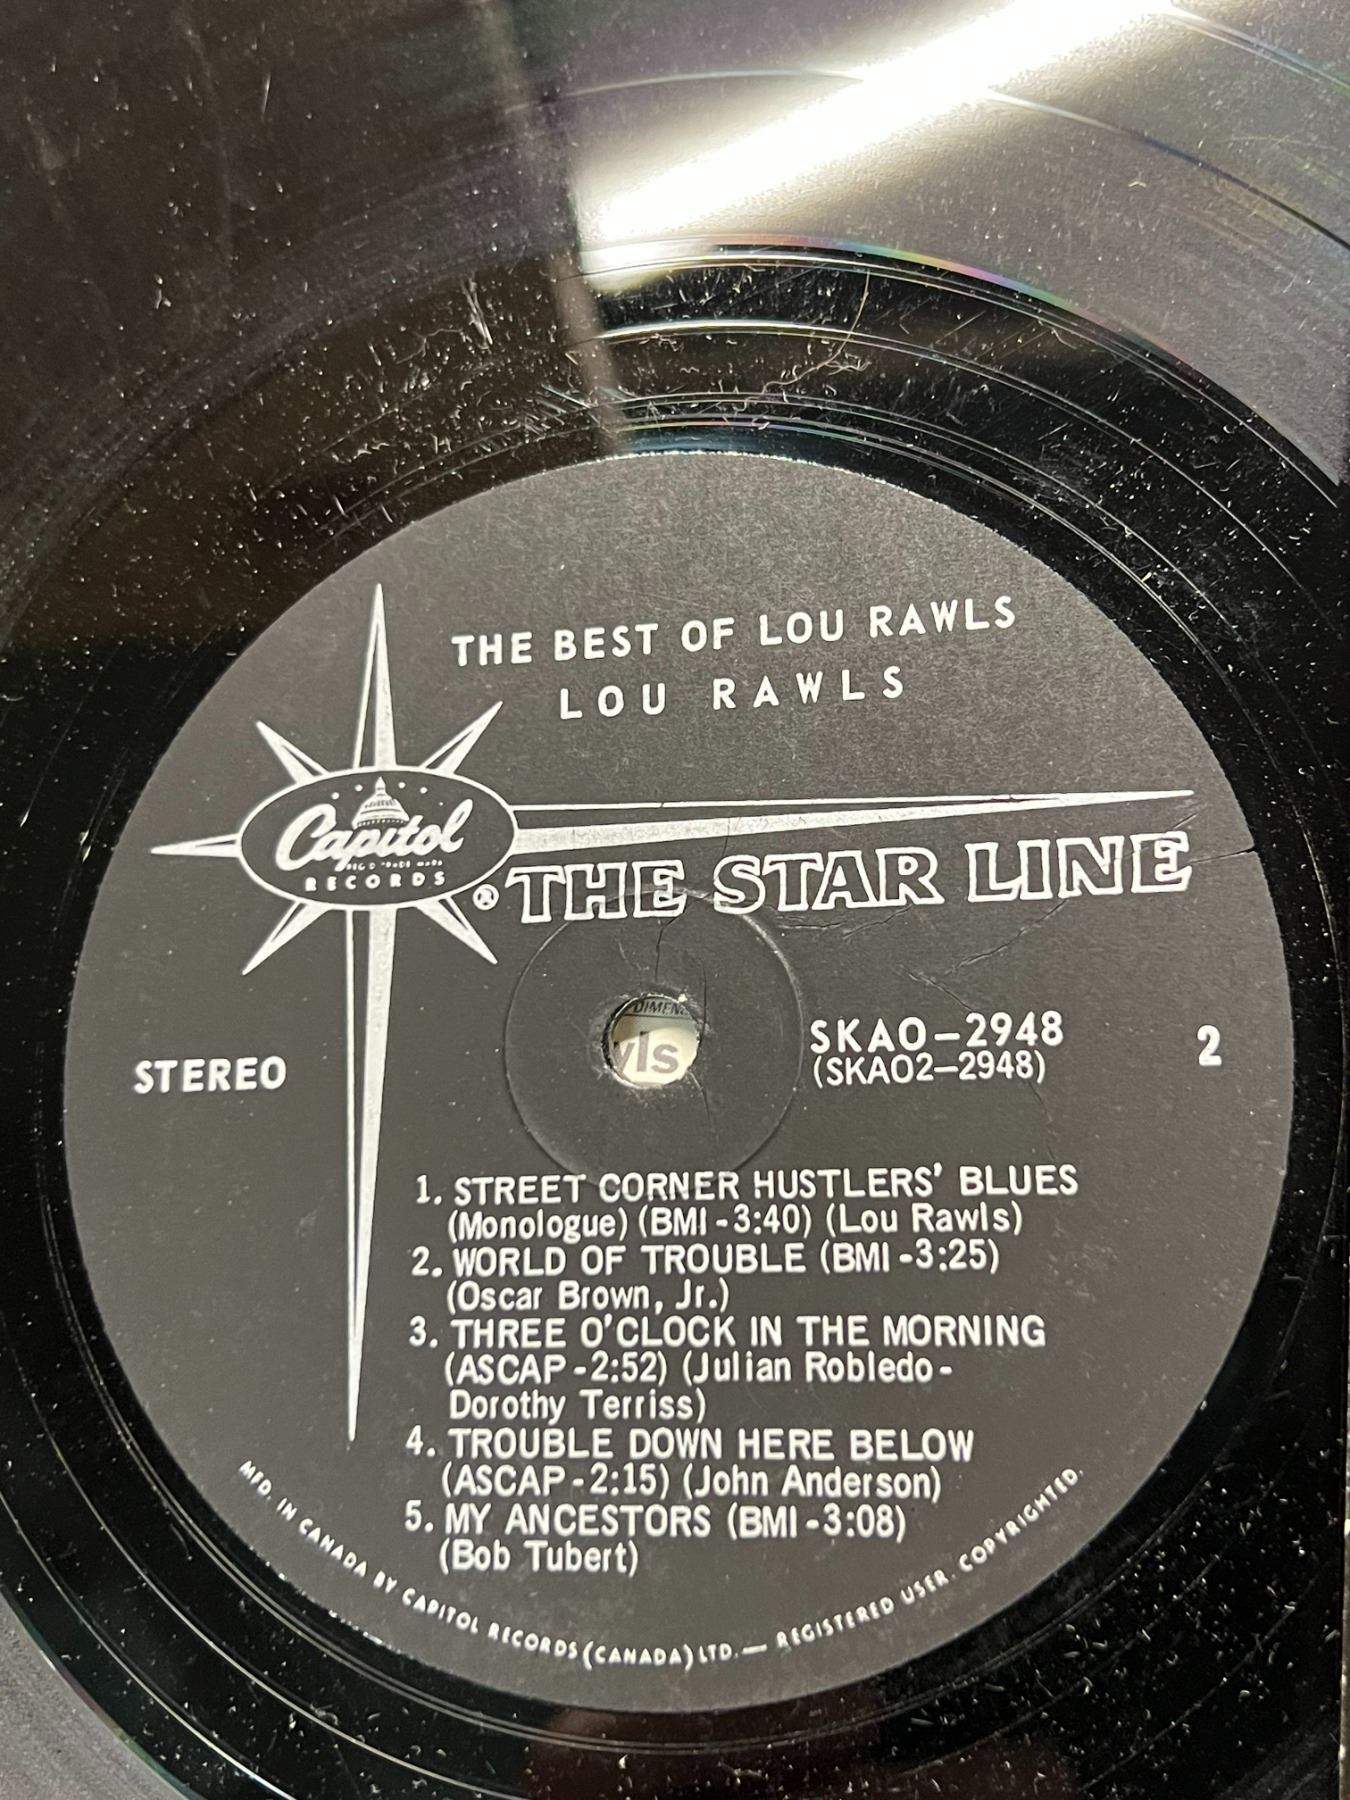 THE BEST OF LOU RAWLS
LOU RAWLS
Capitol
RECORDS
® THE STAR LINE
DIMEN
wls
STEREO
SKAO-2948
(SKAO2-2948)
2
1. STREET CORNER HUSTLERS' BLUES
(Monologue) (BMI-3:40) (Lou Rawls)
2. WORLD OF TROUBLE (BMI-3:25)
(Oscar Brown, Jr.)
3. THREE O'CLOCK IN THE MORNING
(ASCAP-2:52) (Julian Robledo-
Dorothy Terriss)
4. TROUBLE DOWN HERE BELOW
(ASCAP-2:15) (John Anderson)
5. MY ANCESTORS (BMI-3:08)
(Bob Tubert)
MFD. IN CANADA BY CAPITOL RECORDS (CANADA) LTD.— REGISTERED USER. COPYRIGHTED.